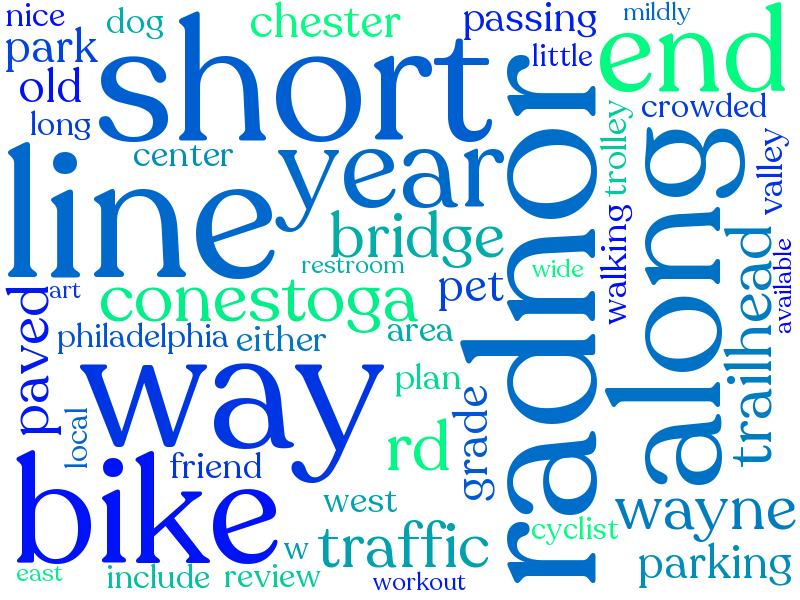 nice
dog
chester
passing
mildly
park
short
little
end
old
crowded
long
center
year
radnor
trolley
along
valley
line
bridge
restroom
wide
walking
available
art
conestoga
pet
paved
philadelphia
either
area
trailhead
way
plan
grade
local
rd
bike
friend
west
wayne
w
traffic
cyclist
parking
east
include
review
workout